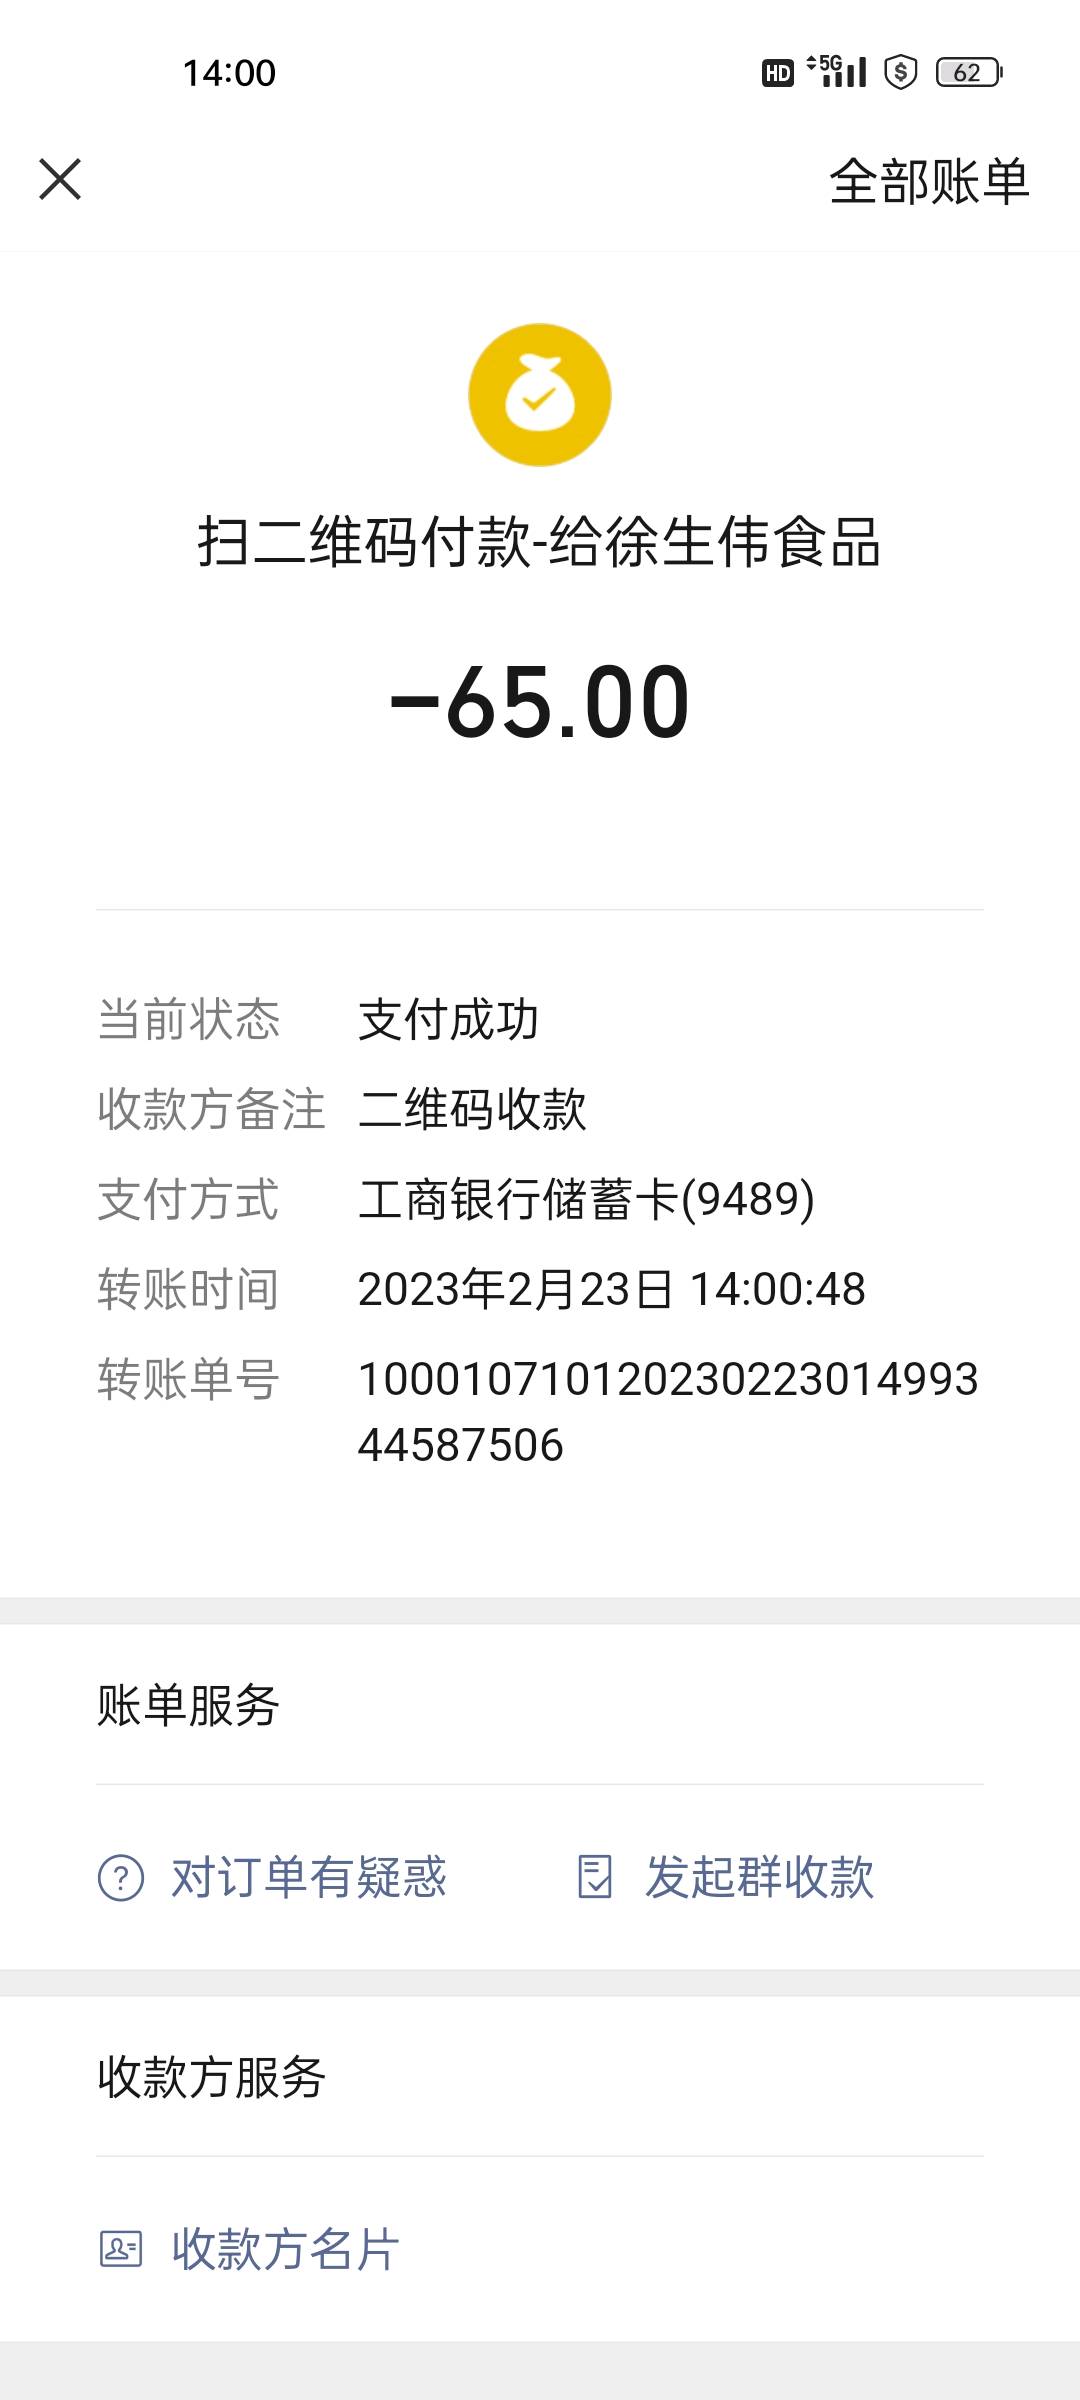 14:00
HD 5G 62
全部账单
扫二维码付款-给徐生伟食品
-65.00
当前状态 支付成功
收款方备注 二维码收款
支付方式 工商银行储蓄卡(9489)
转账时间 2023年2月23日 14:00:48
转账单号 100010710120230223014993
44587506
账单服务
对订单有疑惑 发起群收款
收款方服务
收款方名片